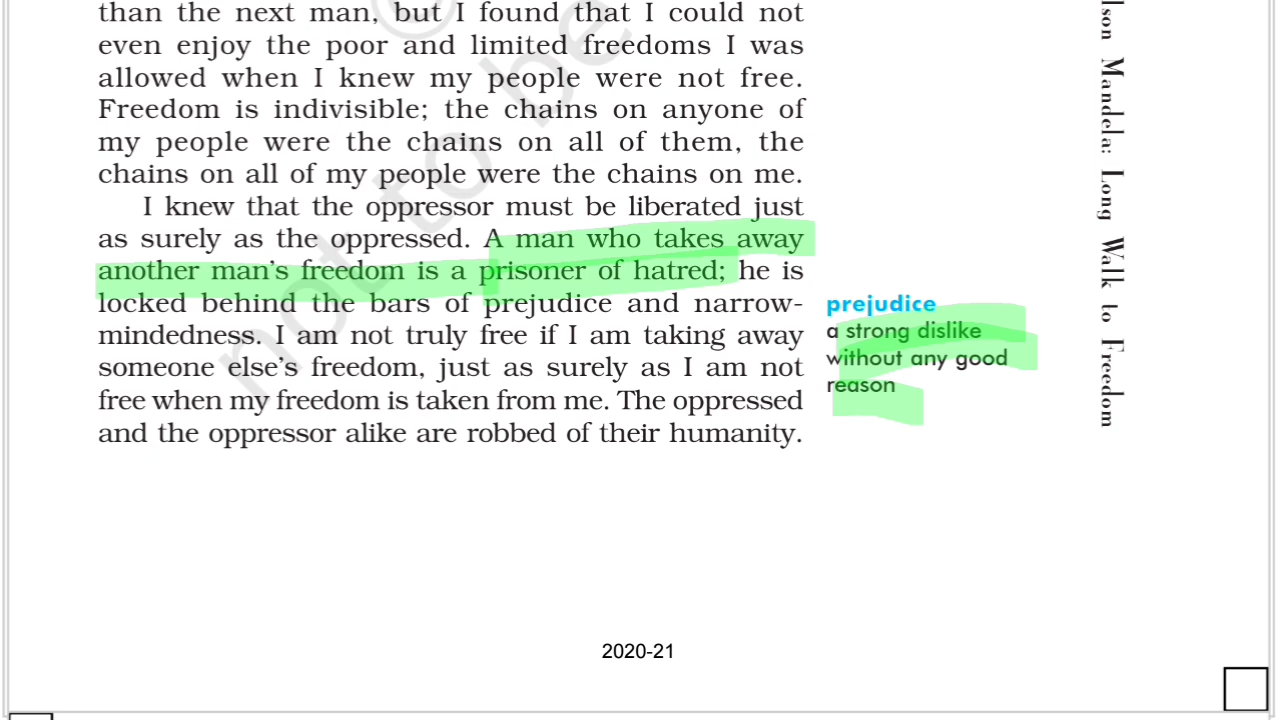 than the next man, but I found that I could not
even enjoy the poor and limited freedoms I was
allowed when I knew my people were not free.
Freedom is indivisible; the chains on anyone of
my people were the chains on all of them, the
chains on all of my people were the chains on me.
I knew that the oppressor must be liberated just
as surely as the oppressed. A man who takes away
another man’s freedom is a prisoner of hatred; he is
locked behind the bars of prejudice and narrow-
mindedness. I am not truly free if I am taking away
someone else’s freedom, just as surely as I am not
free when my freedom is taken from me. The oppressed
and the oppressor alike are robbed of their humanity.
prejudice
a strong dislike
without any good
reason
lson Mandela: Long Walk to Freedom
not to be
2020-21